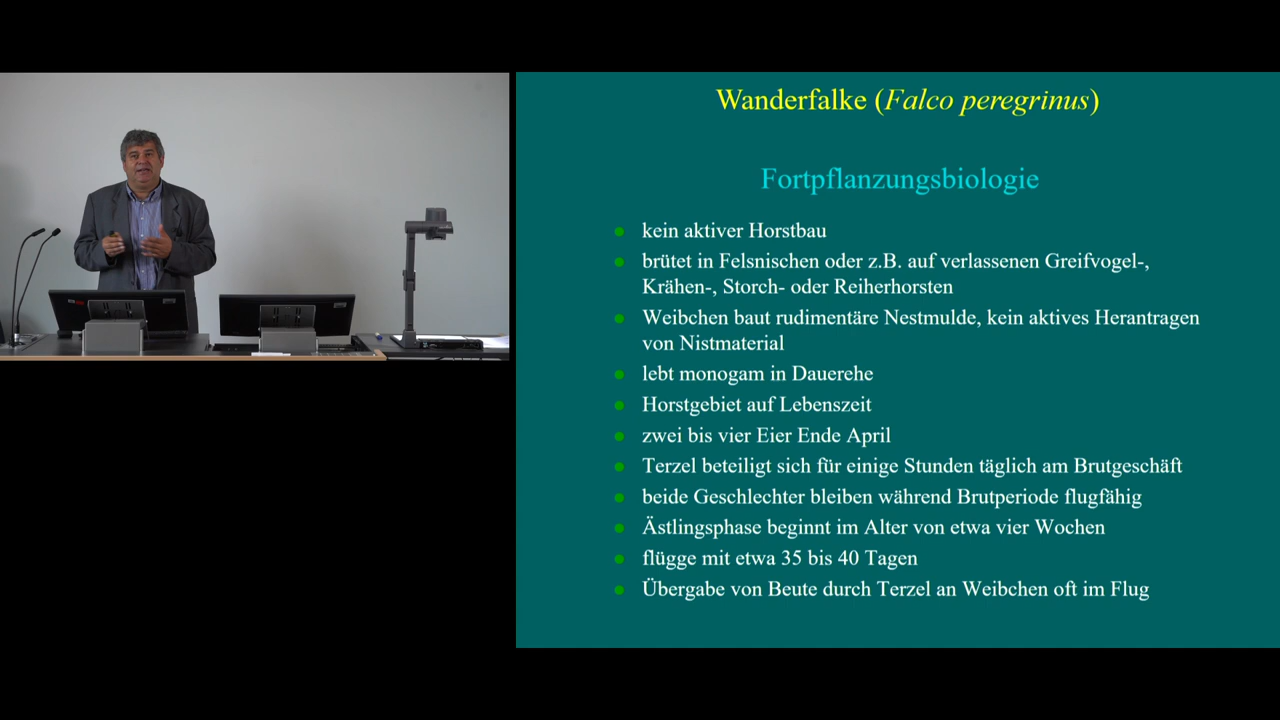 Wanderfalke (Falco peregrinus)
Fortpflanzungsbiologie
kein aktiver Horstbau
brütet in Felsnischen oder z.B. auf verlassenen Greifvogel-,
Krähen-, Storch- oder Reiherhorsten
Weibchen baut rudimentäre Nestmulde, kein aktives Herantragen
von Nistmaterial
lebt monogam in Dauerehe
Horstgebiet auf Lebenszeit
zwei bis vier Eier Ende April
Terzel beteiligt sich für einige Stunden täglich am Brutgeschäft
beide Geschlechter bleiben während Brutperiode flugfähig
Ästlingsphase beginnt im Alter von etwa vier Wochen
flügge mit etwa 35 bis 40 Tagen
Übergabe von Beute durch Terzel an Weibchen oft im Flug